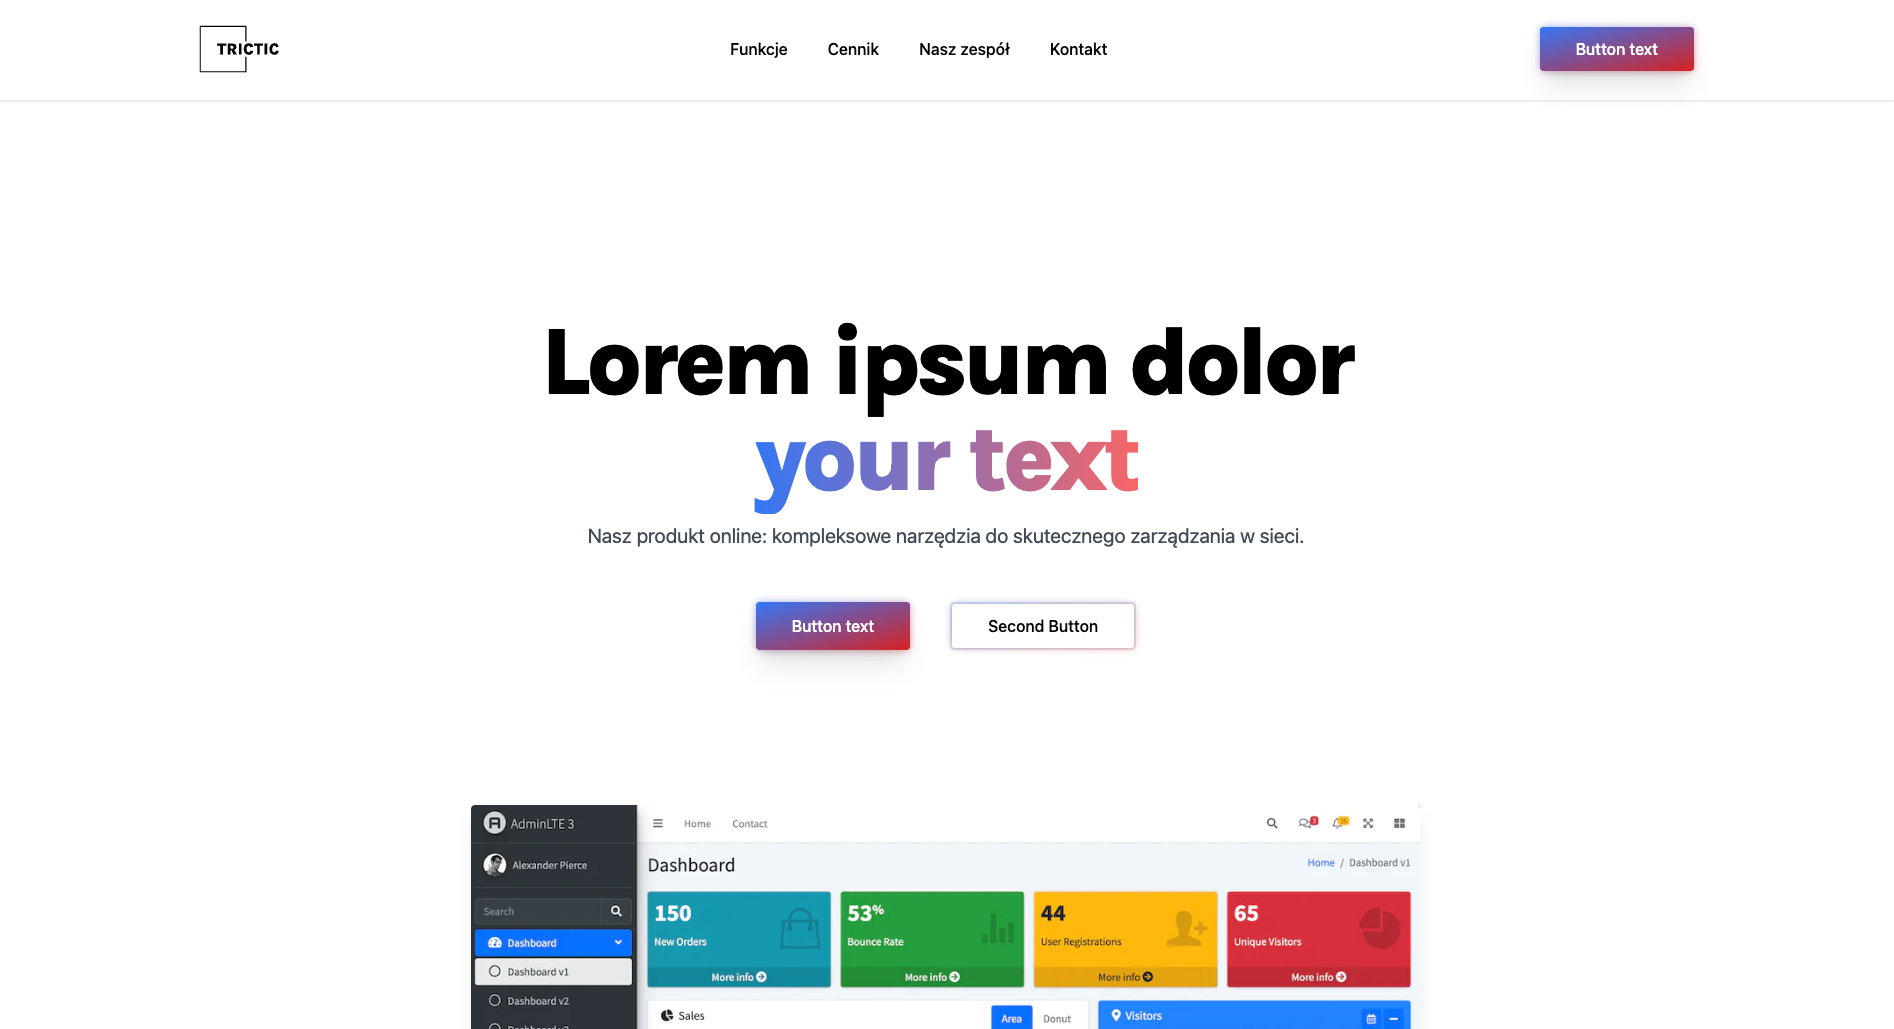 TRICTIC
Funkcje Cennik Nasz zespół Kontakt
Button text
Lorem ipsum dolor
your text
Nasz produkt online: kompleksowe narzędzia do skutecznego zarządzania w sieci.
Button text Second Button
AdminLTE 3
Home Contact
3
15
Alexander Pierce
Dashboard
Home / Dashboard v1
Search
Dashboard
Dashboard v1
Dashboard v2
150
New Orders
More info
53%
Bounce Rate
More info
44
User Registrations
More info
65
Unique Visitors
More info
Sales
Area Donut
Visitors